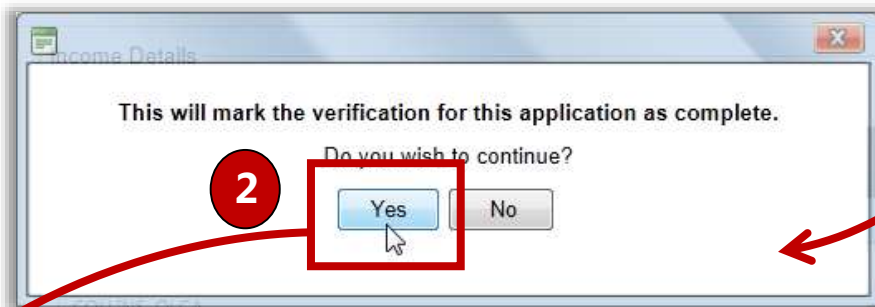 Income Details
This will mark the verification for this application as complete.
Do you wish to continue?
2
Yes No